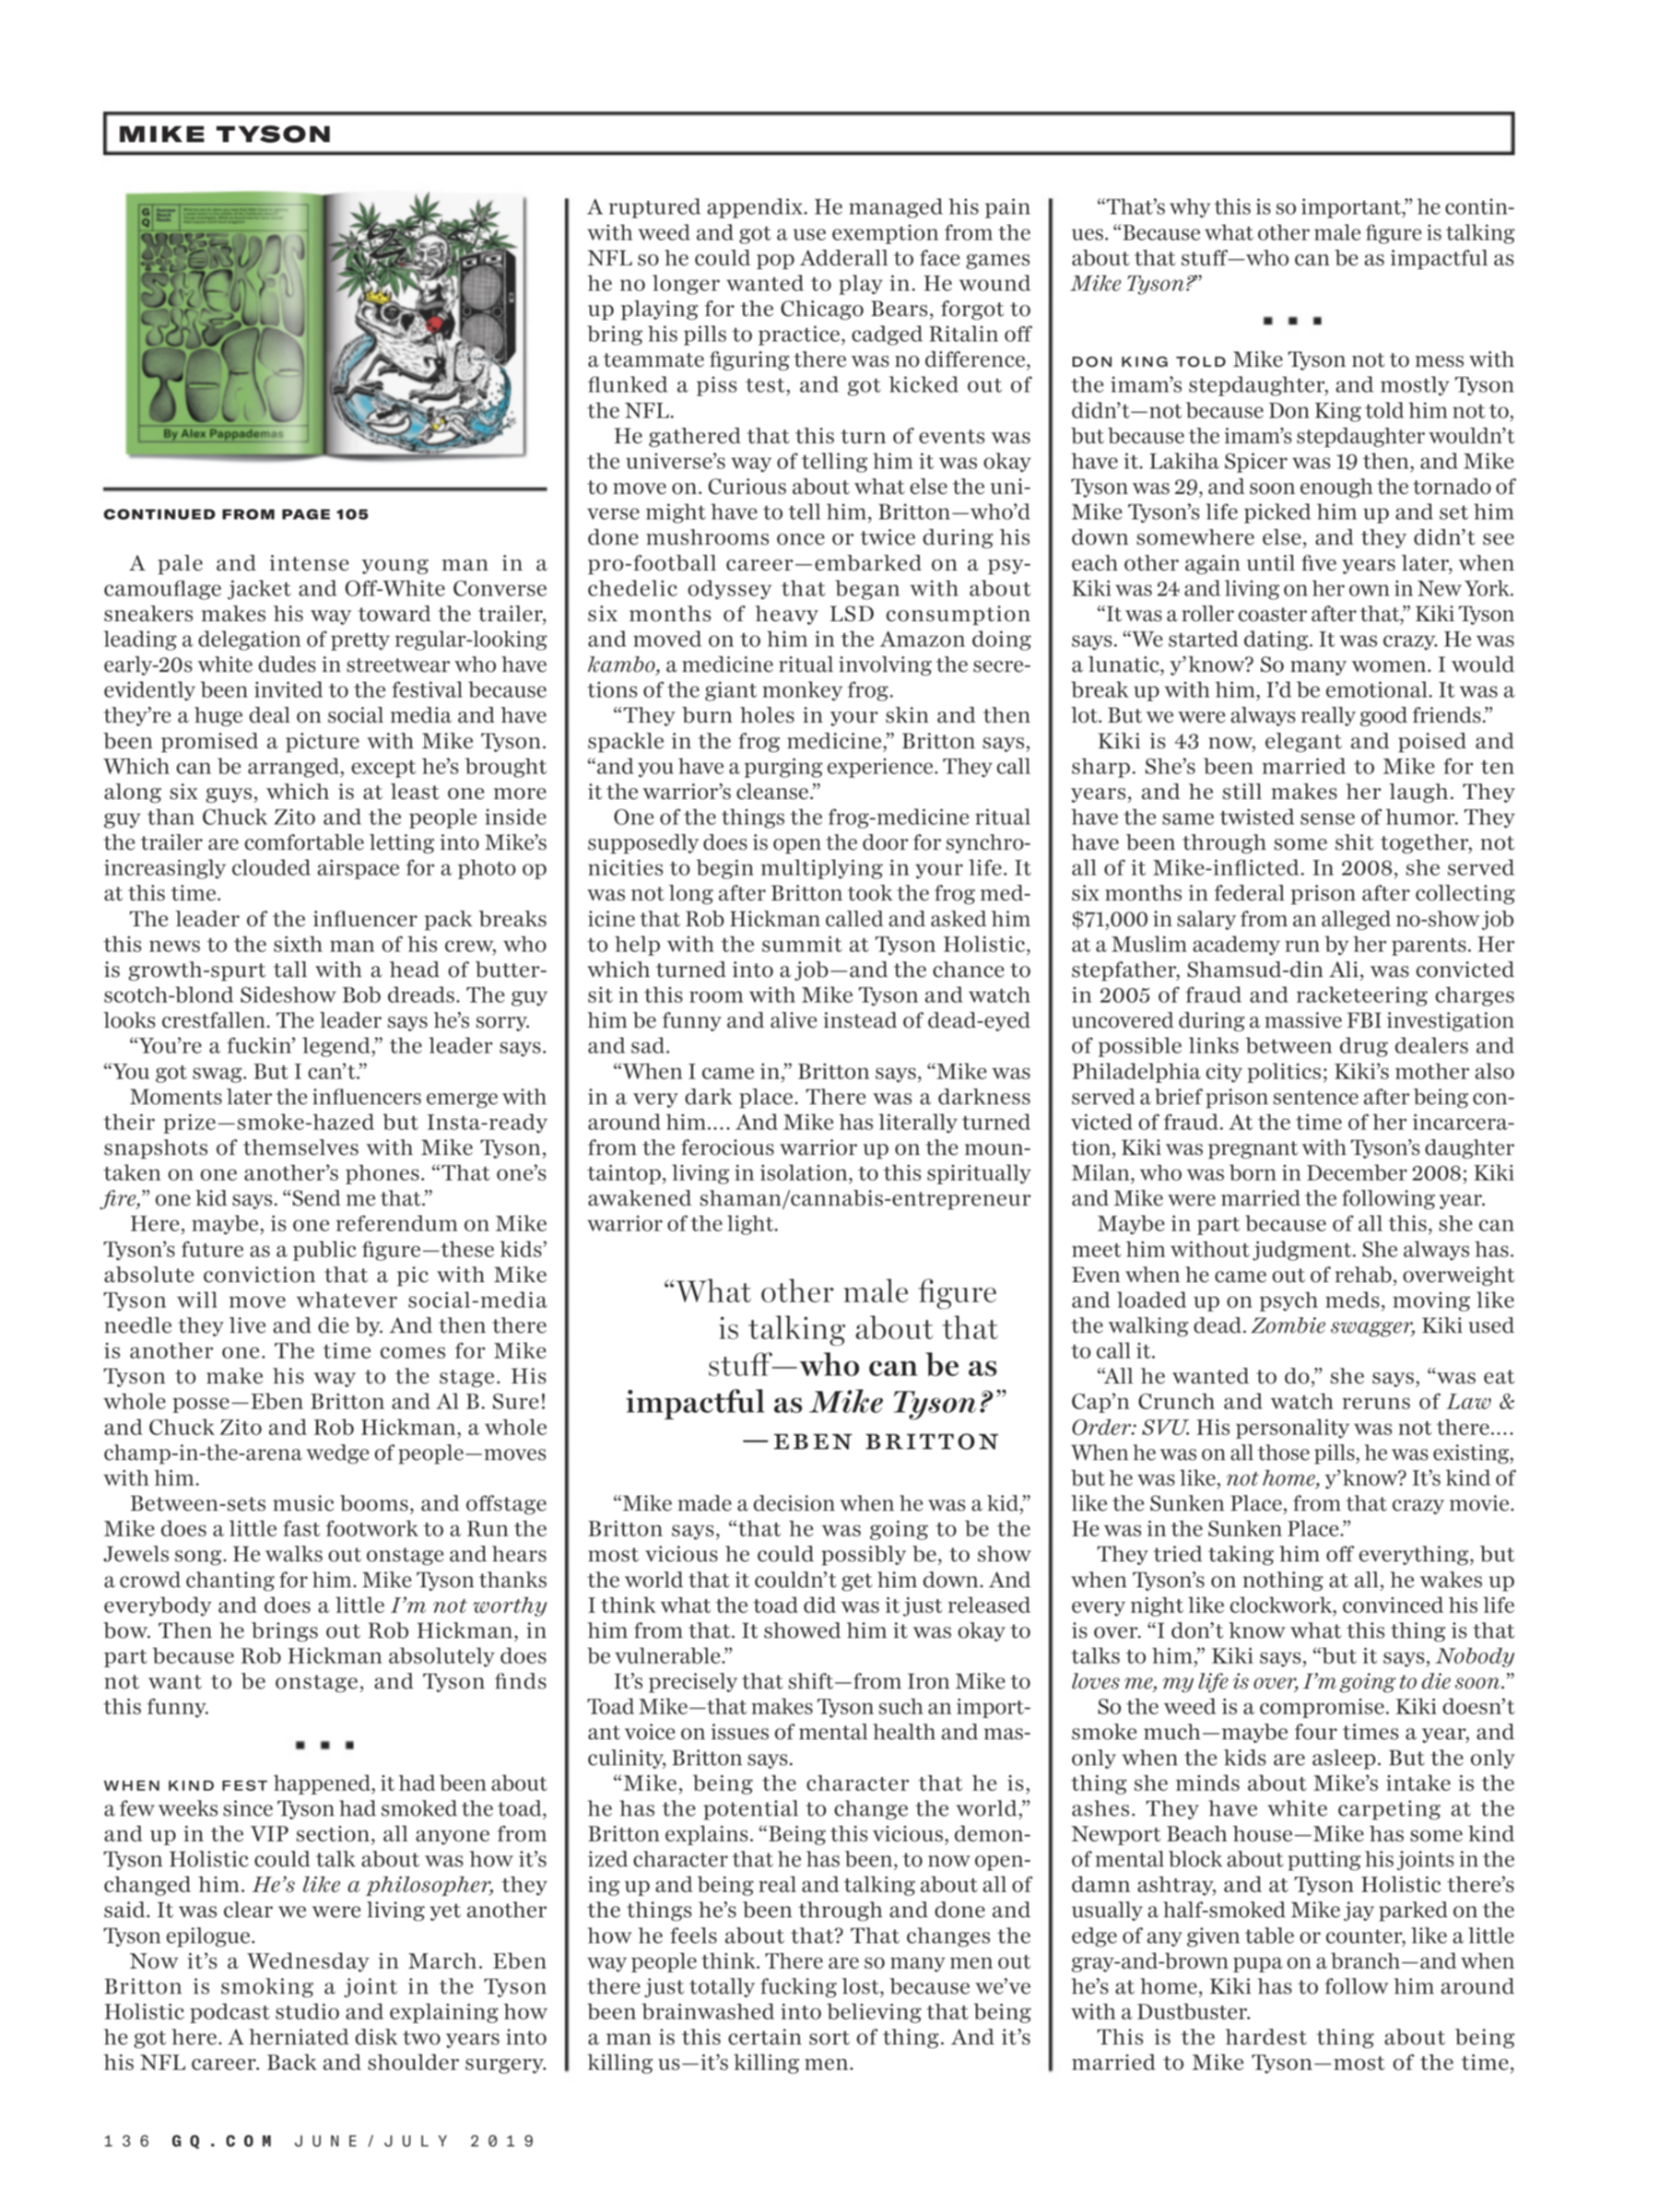 MIKE TYSON
By Alex Pappademas
CONTINUED FROM PAGE 105
A pale and intense young man in a
camouflage jacket and Off-White Converse
sneakers makes his way toward the trailer,
leading a delegation of pretty regular-looking
early-20s white dudes in streetwear who have
evidently been invited to the festival because
they’re a huge deal on social media and have
been promised a picture with Mike Tyson.
Which can be arranged, except he’s brought
along six guys, which is at least one more
guy than Chuck Zito and the people inside
the trailer are comfortable letting into Mike’s
increasingly clouded airspace for a photo op
at this time.
The leader of the influencer pack breaks
this news to the sixth man of his crew, who
is growth-spurt tall with a head of butter-
scotch-blond Sideshow Bob dreads. The guy
looks crestfallen. The leader says he’s sorry.
“You’re a fuckin’ legend,” the leader says.
“You got swag. But I can’t.”
Moments later the influencers emerge with
their prize—smoke-hazed but Insta-ready
snapshots of themselves with Mike Tyson,
taken on one another’s phones. “That one’s
fire,” one kid says. “Send me that.”
Here, maybe, is one referendum on Mike
Tyson’s future as a public figure—these kids’
absolute conviction that a pic with Mike
Tyson will move whatever social-media
needle they live and die by. And then there
is another one. The time comes for Mike
Tyson to make his way to the stage. His
whole posse—Eben Britton and Al B. Sure!
and Chuck Zito and Rob Hickman, a whole
champ-in-the-arena wedge of people—moves
with him.
Between-sets music booms, and offstage
Mike does a little fast footwork to a Run the
Jewels song. He walks out onstage and hears
a crowd chanting for him. Mike Tyson thanks
everybody and does a little I’m not worthy
bow. Then he brings out Rob Hickman, in
part because Rob Hickman absolutely does
not want to be onstage, and Tyson finds
this funny.
WHEN KIND FEST happened, it had been about
a few weeks since Tyson had smoked the toad,
and up in the VIP section, all anyone from
Tyson Holistic could talk about was how it’s
changed him. He’s like a philosopher, they
said. It was clear we were living yet another
Tyson epilogue.
Now it’s a Wednesday in March. Eben
Britton is smoking a joint in the Tyson
Holistic podcast studio and explaining how
he got here. A herniated disk two years into
his NFL career. Back and shoulder surgery.
A ruptured appendix. He managed his pain
with weed and got a use exemption from the
NFL so he could pop Adderall to face games
he no longer wanted to play in. He wound
up playing for the Chicago Bears, forgot to
bring his pills to practice, cadged Ritalin off
a teammate figuring there was no difference,
flunked a piss test, and got kicked out of
the NFL.
He gathered that this turn of events was
the universe’s way of telling him it was okay
to move on. Curious about what else the uni-
verse might have to tell him, Britton—who’d
done mushrooms once or twice during his
pro-football career—embarked on a psy-
chedelic odyssey that began with about
six months of heavy LSD consumption
and moved on to him in the Amazon doing
kambo, a medicine ritual involving the secre-
tions of the giant monkey frog.
“They burn holes in your skin and then
spackle in the frog medicine,” Britton says,
“and you have a purging experience. They call
it the warrior’s cleanse.”
One of the things the frog-medicine ritual
supposedly does is open the door for synchro-
nicities to begin multiplying in your life. It
was not long after Britton took the frog med-
icine that Rob Hickman called and asked him
to help with the summit at Tyson Holistic,
which turned into a job—and the chance to
sit in this room with Mike Tyson and watch
him be funny and alive instead of dead-eyed
and sad.
“When I came in,” Britton says, “Mike was
in a very dark place. There was a darkness
around him.... And Mike has literally turned
from the ferocious warrior up on the moun-
taintop, living in isolation, to this spiritually
awakened shaman/cannabis-entrepreneur
warrior of the light.
“What other male figure
is talking about that
stuff—who can be as
impactful as Mike Tyson?”
—EBEN BRITTON
“Mike made a decision when he was a kid,”
Britton says, “that he was going to be the
most vicious he could possibly be, to show
the world that it couldn’t get him down. And
I think what the toad did was it just released
him from that. It showed him it was okay to
be vulnerable.”
It’s precisely that shift—from Iron Mike to
Toad Mike—that makes Tyson such an import-
ant voice on issues of mental health and mas-
culinity, Britton says.
“Mike, being the character that he is,
he has the potential to change the world,”
Britton explains. “Being this vicious, demon-
ized character that he has been, to now open-
ing up and being real and talking about all of
the things he’s been through and done and
how he feels about that? That changes the
way people think. There are so many men out
there just totally fucking lost, because we’ve
been brainwashed into believing that being
a man is this certain sort of thing. And it’s
killing us—it’s killing men.
“That’s why this is so important,” he contin-
ues. “Because what other male figure is talking
about that stuff—who can be as impactful as
Mike Tyson?”
DON KING TOLD Mike Tyson not to mess with
the imam’s stepdaughter, and mostly Tyson
didn’t—not because Don King told him not to,
but because the imam’s stepdaughter wouldn’t
have it. Lakiha Spicer was 19 then, and Mike
Tyson was 29, and soon enough the tornado of
Mike Tyson’s life picked him up and set him
down somewhere else, and they didn’t see
each other again until five years later, when
Kiki was 24 and living on her own in New York.
“It was a roller coaster after that,” Kiki Tyson
says. “We started dating. It was crazy. He was
a lunatic, y’know? So many women. I would
break up with him, I’d be emotional. It was a
lot. But we were always really good friends.”
Kiki is 43 now, elegant and poised and
sharp. She’s been married to Mike for ten
years, and he still makes her laugh. They
have the same twisted sense of humor. They
have been through some shit together, not
all of it Mike-inflicted. In 2008, she served
six months in federal prison after collecting
$71,000 in salary from an alleged no-show job
at a Muslim academy run by her parents. Her
stepfather, Shamsud-din Ali, was convicted
in 2005 of fraud and racketeering charges
uncovered during a massive FBI investigation
of possible links between drug dealers and
Philadelphia city politics; Kiki’s mother also
served a brief prison sentence after being con-
victed of fraud. At the time of her incarcera-
tion, Kiki was pregnant with Tyson’s daughter
Milan, who was born in December 2008; Kiki
and Mike were married the following year.
Maybe in part because of all this, she can
meet him without judgment. She always has.
Even when he came out of rehab, overweight
and loaded up on psych meds, moving like
the walking dead. Zombie swagger, Kiki used
to call it.
“All he wanted to do,” she says, “was eat
Cap’n Crunch and watch reruns of Law &
Order: SVU. His personality was not there....
When he was on all those pills, he was existing,
but he was like, not home, y’know? It’s kind of
like the Sunken Place, from that crazy movie.
He was in the Sunken Place.”
They tried taking him off everything, but
when Tyson’s on nothing at all, he wakes up
every night like clockwork, convinced his life
is over. “I don’t know what this thing is that
talks to him,” Kiki says, “but it says, Nobody
loves me, my life is over, I’m going to die soon.”
So the weed is a compromise. Kiki doesn’t
smoke much—maybe four times a year, and
only when the kids are asleep. But the only
thing she minds about Mike’s intake is the
ashes. They have white carpeting at the
Newport Beach house—Mike has some kind
of mental block about putting his joints in the
damn ashtray, and at Tyson Holistic there’s
usually a half-smoked Mike jay parked on the
edge of any given table or counter, like a little
gray-and-brown pupa on a branch—and when
he’s at home, Kiki has to follow him around
with a Dustbuster.
This is the hardest thing about being
married to Mike Tyson—most of the time,
136 GQ.COM JUNE/JULY 2019